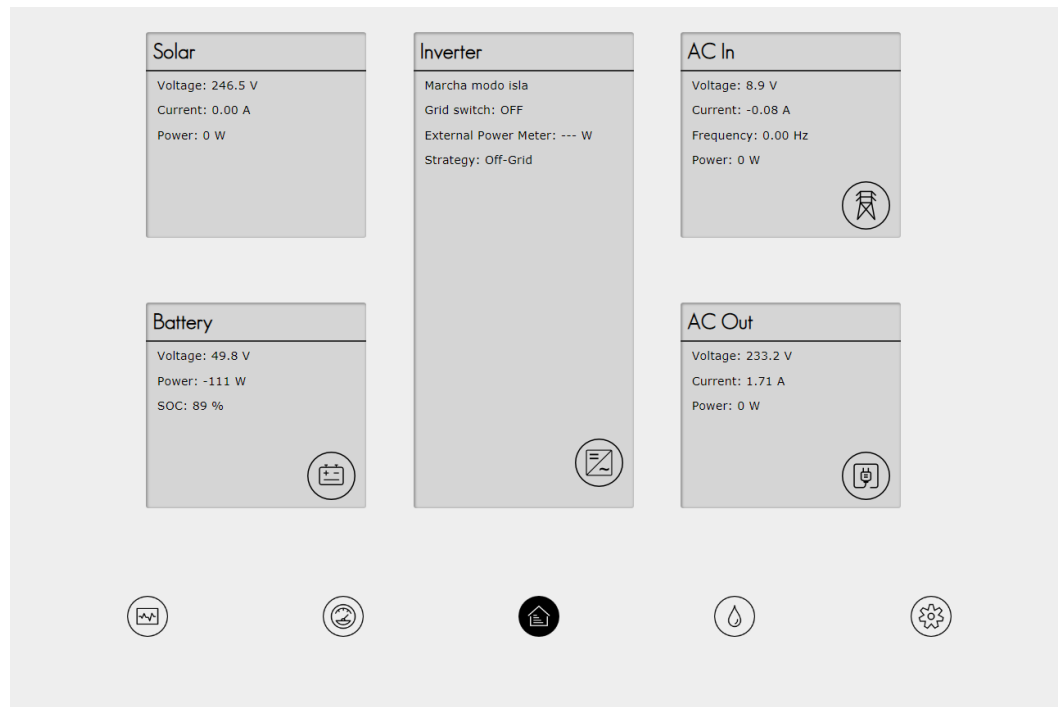 Solar
Voltage: 246.5 V
Current: 0.00 A
Power: 0 W
Inverter
Marcha modo isla
Grid switch: OFF
External Power Meter: --- W
Strategy: Off-Grid
AC In
Voltage: 8.9 V
Current: -0.08 A
Frequency: 0.00 Hz
Power: 0 W
Battery
Voltage: 49.8 V
Power: -111 W
SOC: 89 %
AC Out
Voltage: 233.2 V
Current: 1.71 A
Power: 0 W